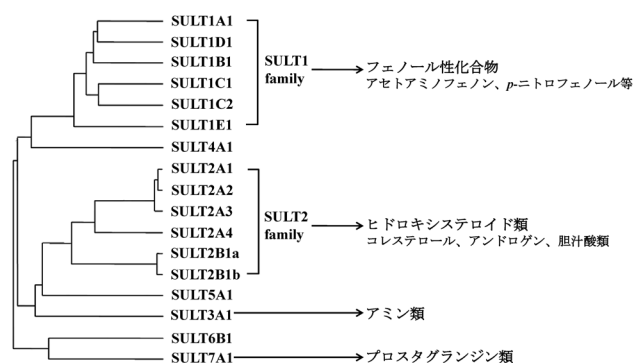 SULT1A1
SULT1D1
SULT1B1
SULT1C1
SULT1C2
SULT1E1
SULT1
family
フェノール性化合物
アセトアミノフェノン、p-ニトロフェノール等
SULT4A1
SULT2A1
SULT2A2
SULT2A3
SULT2A4
SULT2B1a
SULT2B1b
SULT2
family
ヒドロキシステロイド類
コレステロール、アンドロゲン、胆汁酸類
SULT5A1
SULT3A1
アミン類
SULT6B1
SULT7A1
プロスタグランジン類